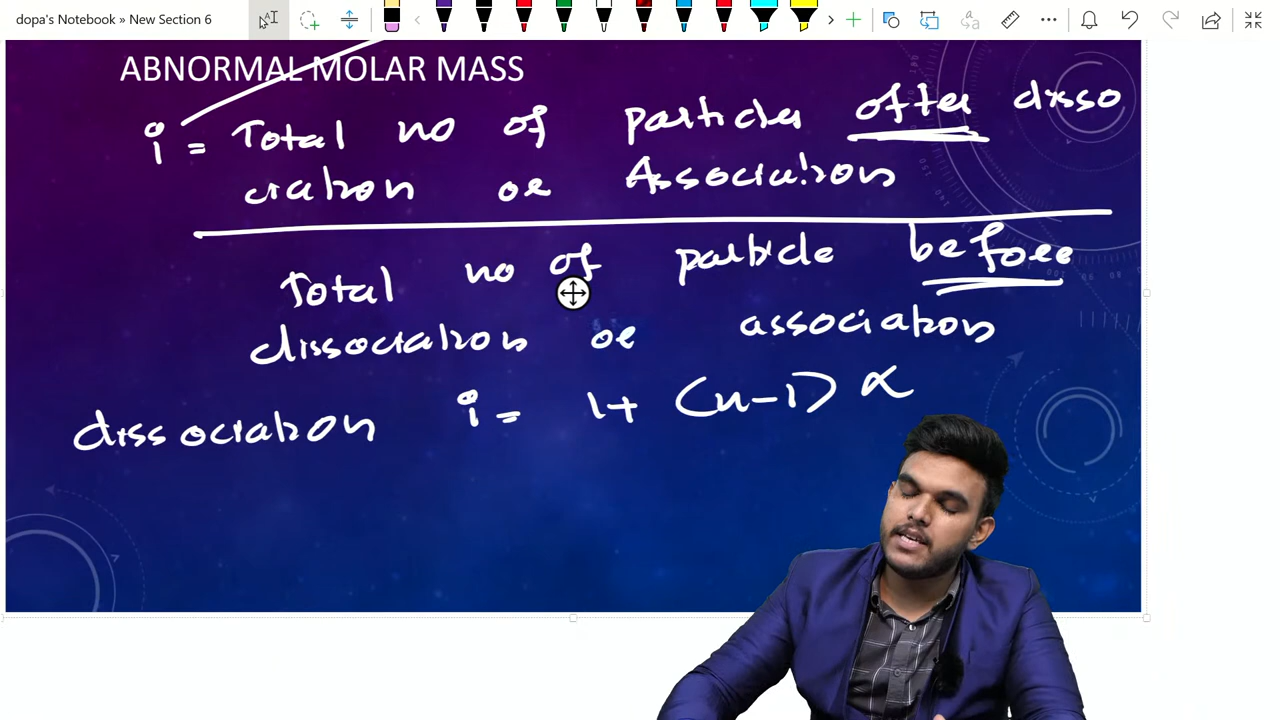 dopa's Notebook » New Section 6
ABNORMAL MOLAR MASS
i = Total no of particles after disso
ciation or Association
Total no of particle before
dissociation or association
dissociation i = 1+ (n-1) α